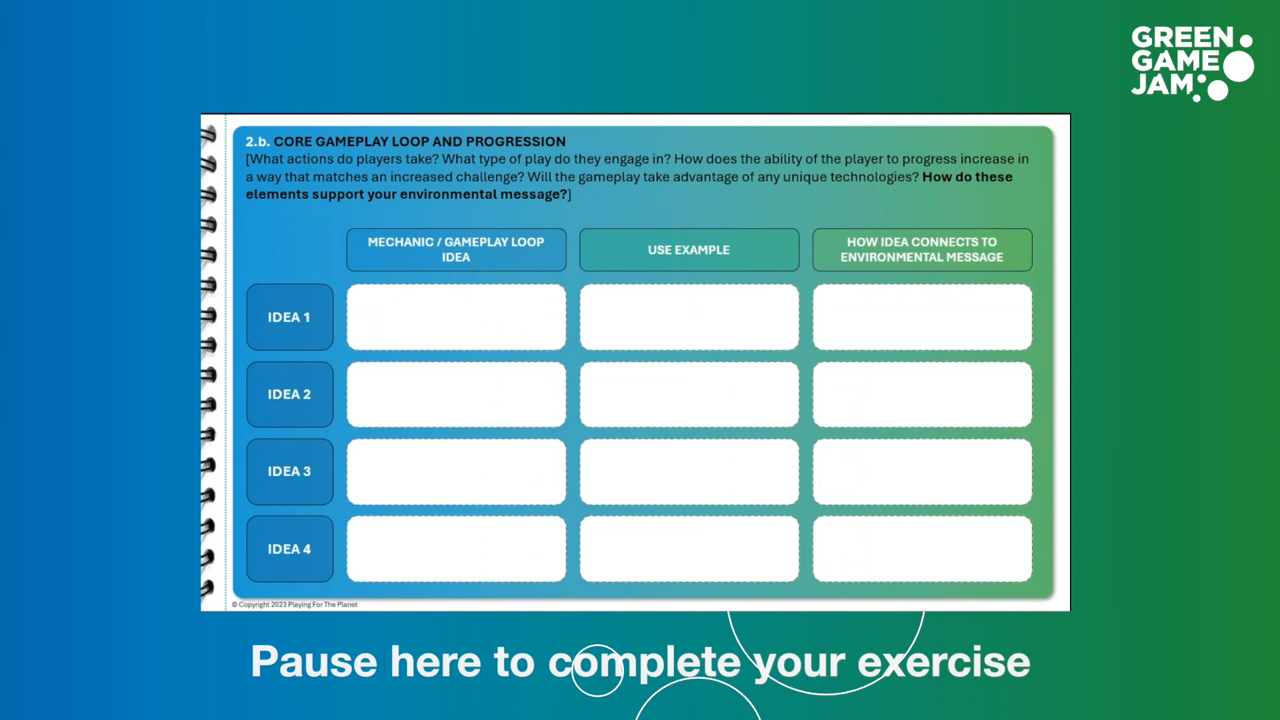 GREEN
GAME
JAM
2.b. CORE GAMEPLAY LOOP AND PROGRESSION
[What actions do players take? What type of play do they engage in? How does the ability of the player to progress increase in
a way that matches an increased challenge? Will the gameplay take advantage of any unique technologies? How do these
elements support your environmental message?]
MECHANIC / GAMEPLAY LOOP
IDEA
USE EXAMPLE
HOW IDEA CONNECTS TO
ENVIRONMENTAL MESSAGE
IDEA 1
IDEA 2
IDEA 3
IDEA 4
© Copyright 2023 Playing For The Planet
Pause here to complete your exercise